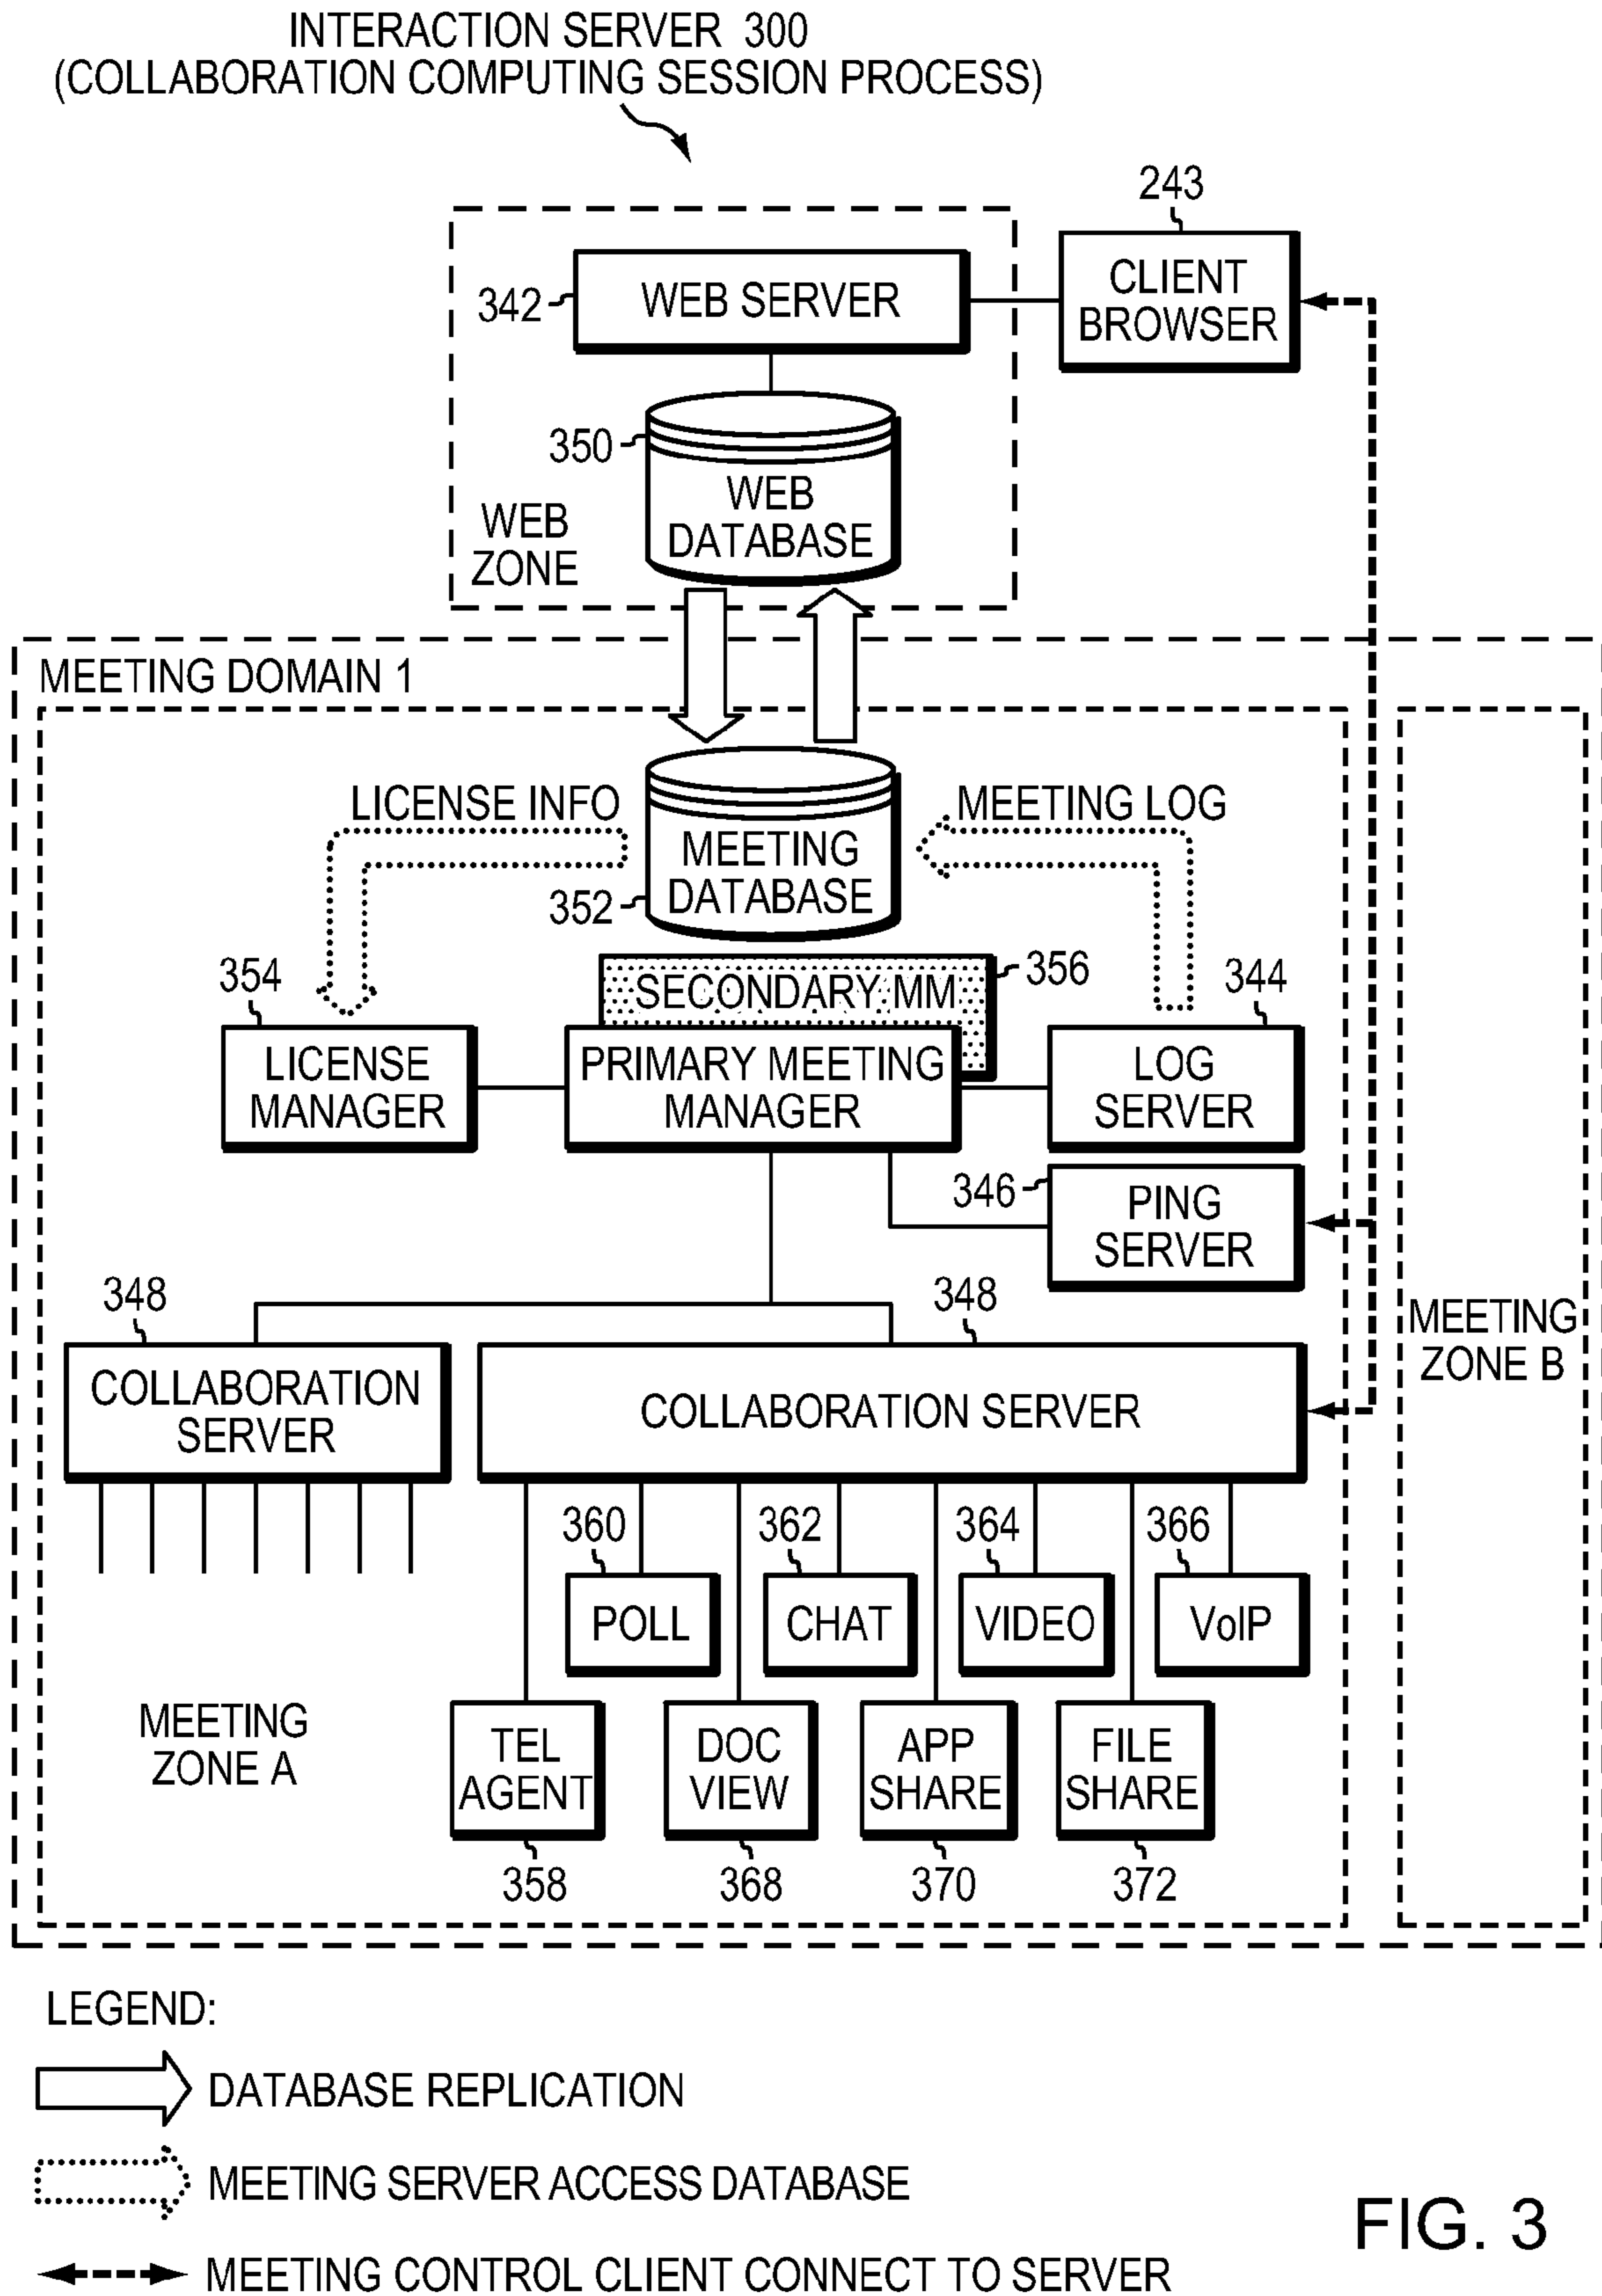 INTERACTION SERVER 300
(COLLABORATION COMPUTING SESSION PROCESS)
243
CLIENT
BROWSER
342
WEB SERVER
350
WEB
DATABASE
WEB
ZONE
MEETING DOMAIN 1
LICENSE INFO
MEETING LOG
MEETING
DATABASE
352
354
SECONDARY MM
356
344
LICENSE
MANAGER
PRIMARY MEETING
MANAGER
LOG
SERVER
346
PING
SERVER
348
348
MEETING
ZONE B
COLLABORATION
SERVER
COLLABORATION SERVER
360
362
364
366
POLL
CHAT
VIDEO
VoIP
MEETING
ZONE A
TEL
AGENT
DOC
VIEW
APP
SHARE
FILE
SHARE
358
368
370
372
LEGEND:
DATABASE REPLICATION
MEETING SERVER ACCESS DATABASE
MEETING CONTROL CLIENT CONNECT TO SERVER
FIG. 3